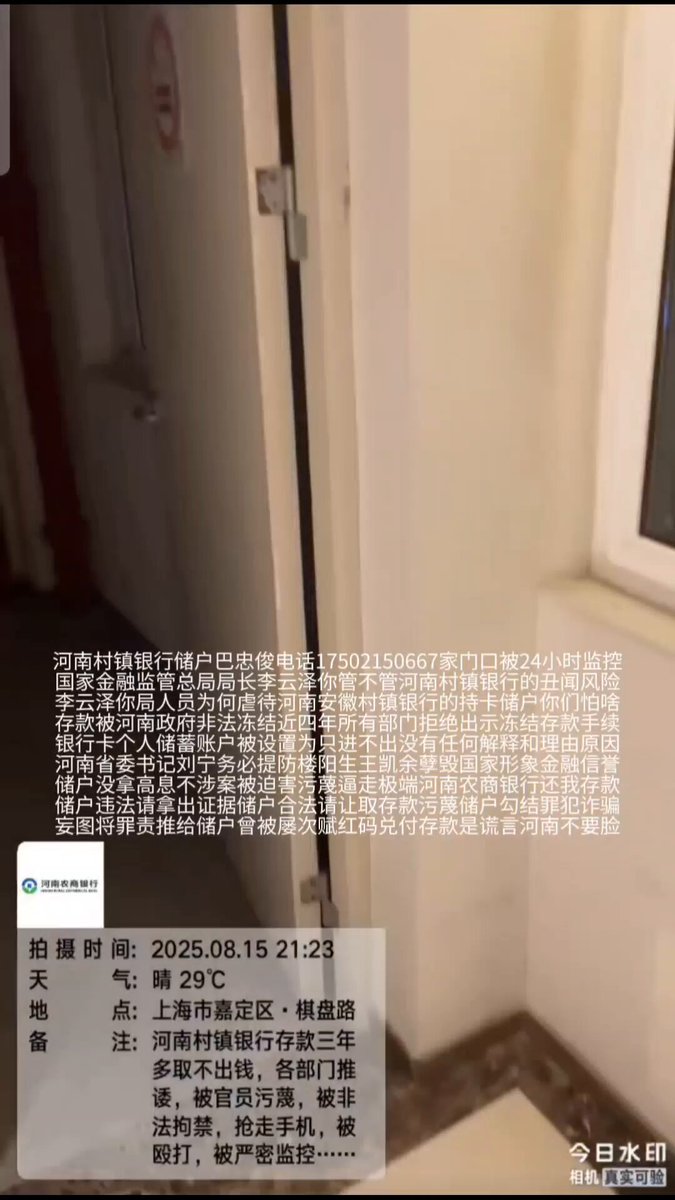 河南村镇银行储户巴忠俊电话17502150667家门口被24小时监控
国家金融监管总局局长李云泽你管不管河南村镇银行的丑闻风险
李云泽你局人员为何虐待河南安徽村镇银行的持卡储户你们怕啥
存款被河南政府非法冻结近四年所有部门拒绝出示冻结存款手续
银行卡个人储蓄账户被设置为只进不出没有任何解释和理由原因
河南省委书记刘宁务必提防楼阳生王凯余孽毁国家形象金融信誉
储户没拿高息不涉案被迫害污蔑逼走极端河南农商银行还我存款
储户违法请拿出证据储户合法请让取存款污蔑储户勾结罪犯诈骗
妄图将罪责推给储户曾被屡次赋红码兑付存款是谎言河南不要脸
河南农商银行
拍摄时间: 2025.08.15 21:23
天气: 晴 29℃
地点: 上海市嘉定区·棋盘路
备注: 河南村镇银行存款三年
多取不出钱，各部门推
诿，被官员污蔑，被非
法拘禁，抢走手机，被
殴打，被严密监控……
今日水印
相机 真实可验